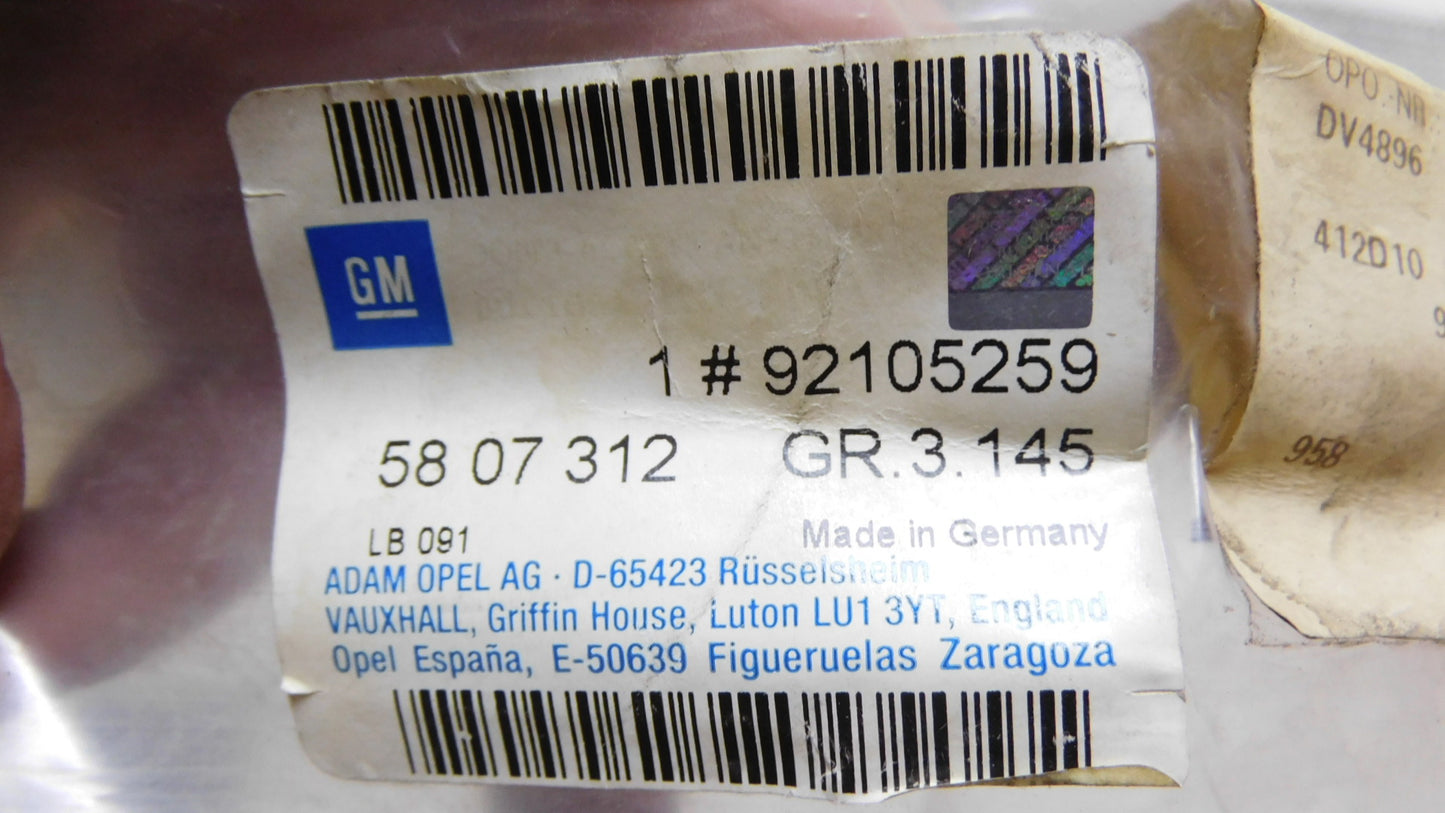 GM
1 # 92105259
58 07 312 GR.3.145
LB 091 Made in Germany
ADAM OPEL AG · D-65423 Rüsselsheim
VAUXHALL, Griffin House, Luton LU1 3YT, England
Opel España, E-50639 Figueruelas Zaragoza
OPO.-NR
DV4896
412D10
958